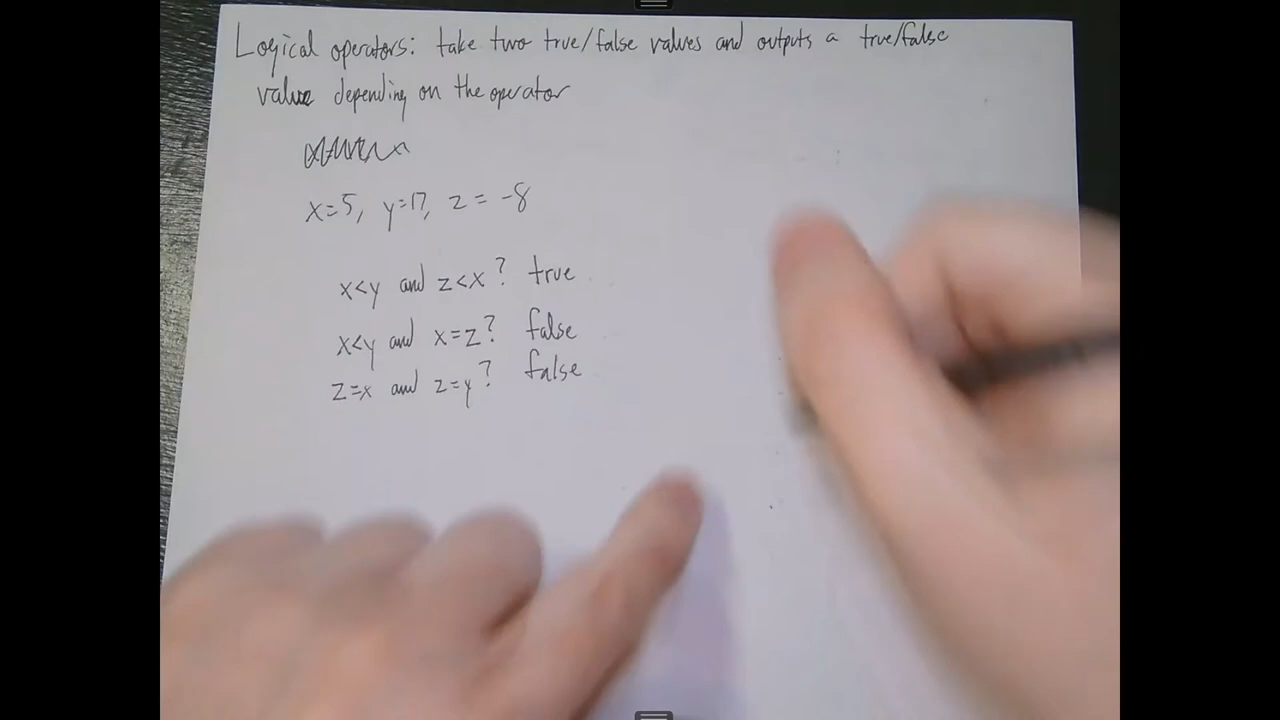 Logical operators: take two true/false values and outputs a true/false
value depending on the operator
x=5, y=17, z = -8
x<y and z<x? true
x<y and x=z? false
z=x and z=y? false